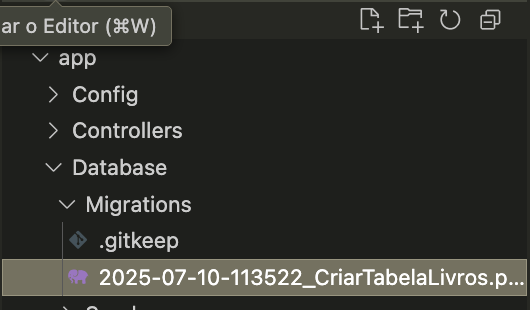 ar o Editor (⌘W)
app
Config
Controllers
Database
Migrations
.gitkeep
2025-07-10-113522_CriarTabelaLivros.p...